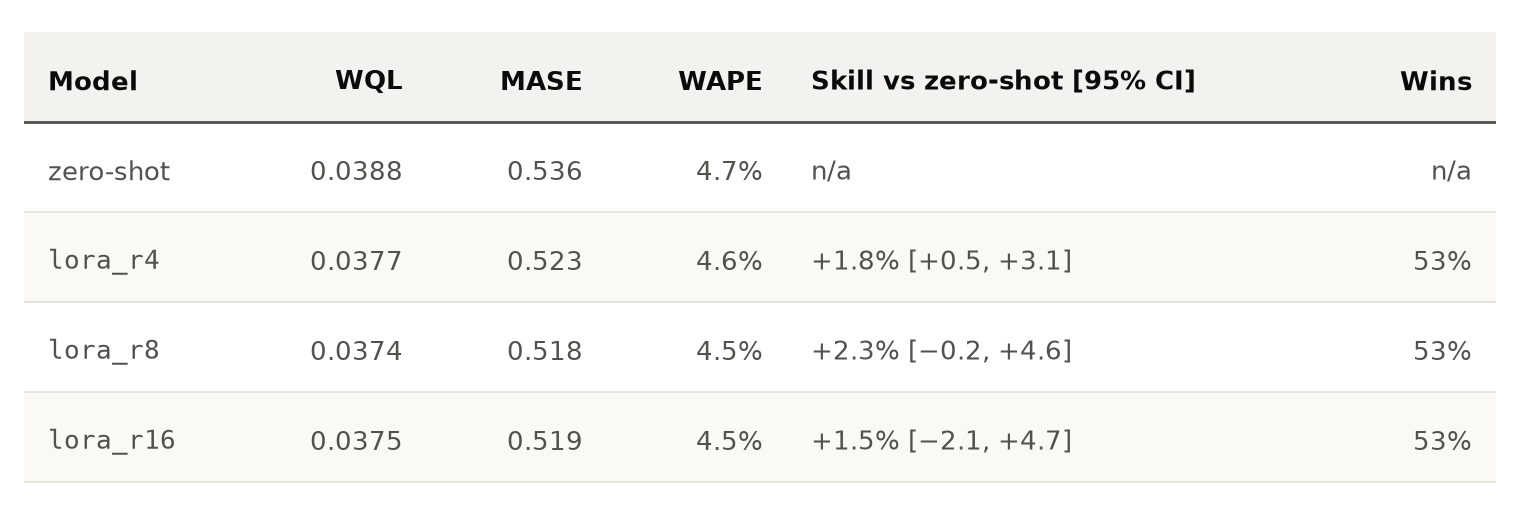 Model WQL MASE WAPE Skill vs zero-shot [95% CI] Wins
zero-shot 0.0388 0.536 4.7% n/a n/a
lora_r4 0.0377 0.523 4.6% +1.8% [+0.5, +3.1] 53%
lora_r8 0.0374 0.518 4.5% +2.3% [−0.2, +4.6] 53%
lora_r16 0.0375 0.519 4.5% +1.5% [−2.1, +4.7] 53%